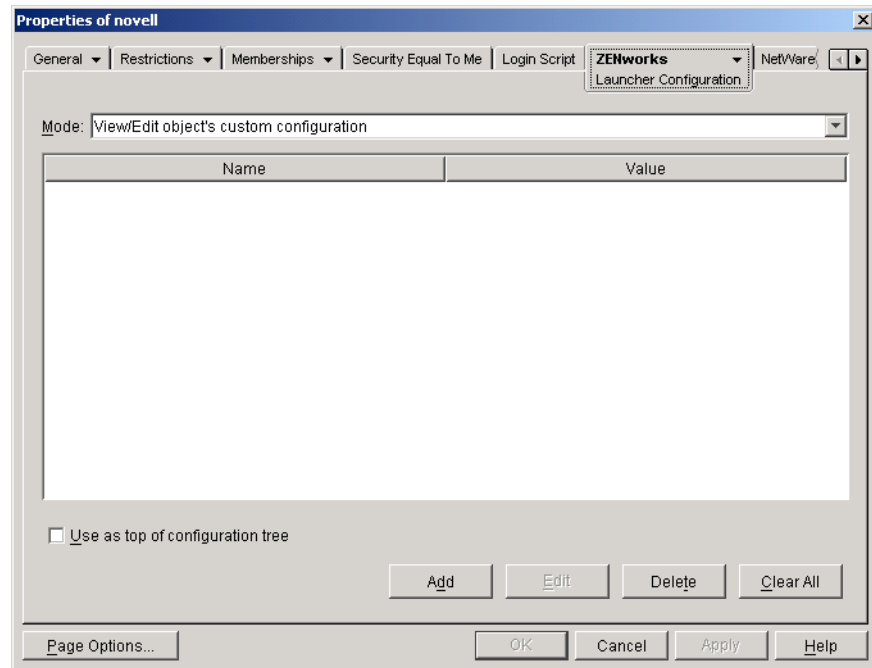 Properties of novell
General Restrictions Memberships Security Equal To Me Login Script ZENworks NetWare
Launcher Configuration
Mode: View/Edit object's custom configuration
Name Value
Use as top of configuration tree
Add Edit Delete Clear All
Page Options... OK Cancel Apply Help